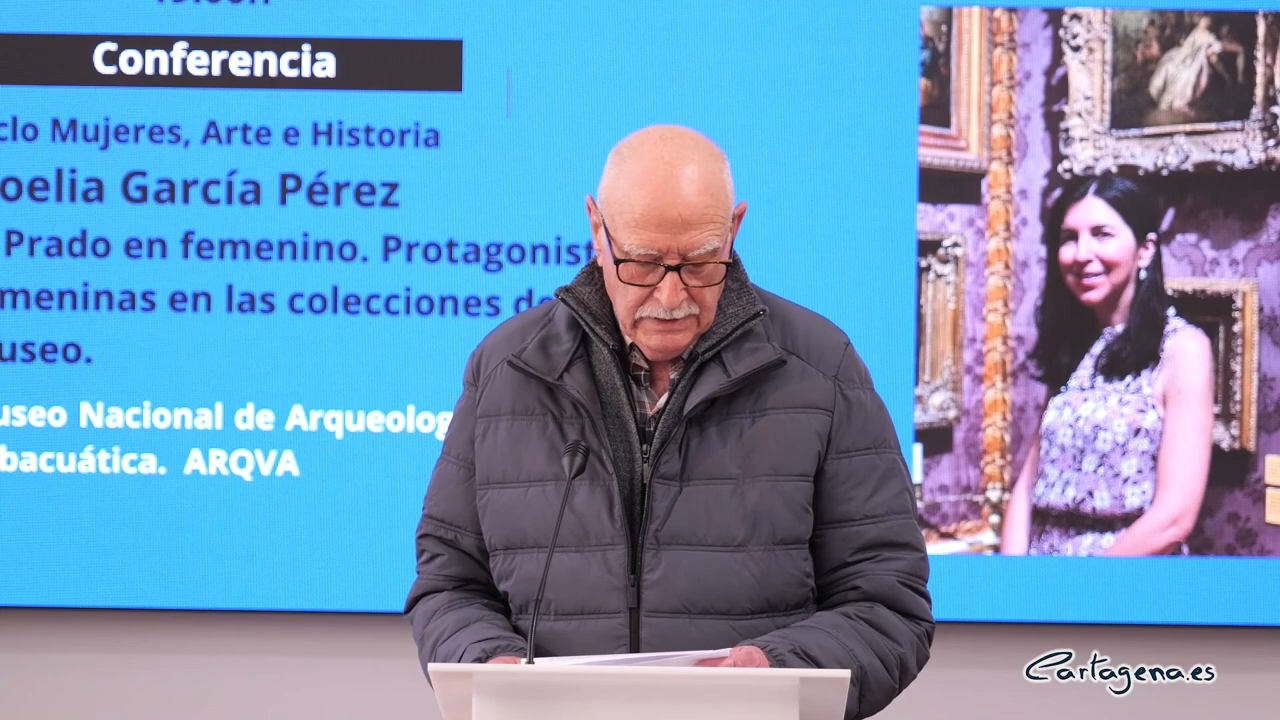 Conferencia
clo Mujeres, Arte e Historia
oelia García Pérez
Prado en femenino. Protagonist
meninas en las colecciones de
useo.
useo Nacional de Arqueolog
bacuática. ARQVA
Cartagena.es